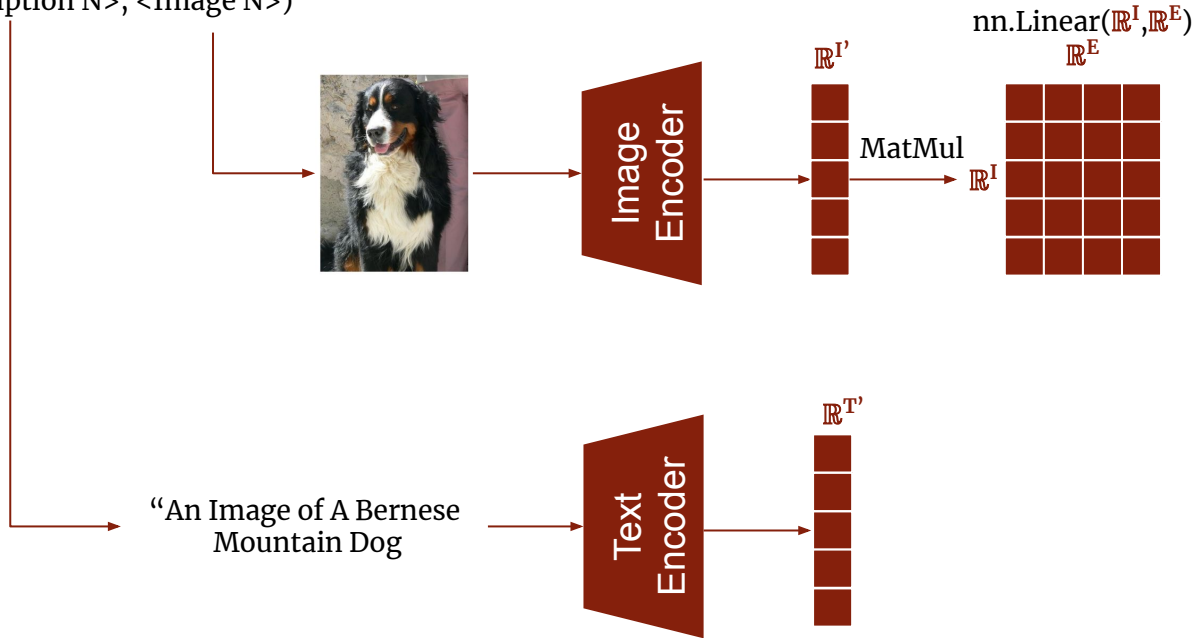 N>, <Image N>)
nn.Linear(ℝᴵ,ℝᴱ)
ℝᴵ’
ℝᴱ
Image
Encoder
MatMul
ℝᴵ
ℝᵀ’
“An Image of A Bernese
Mountain Dog
Text
Encoder